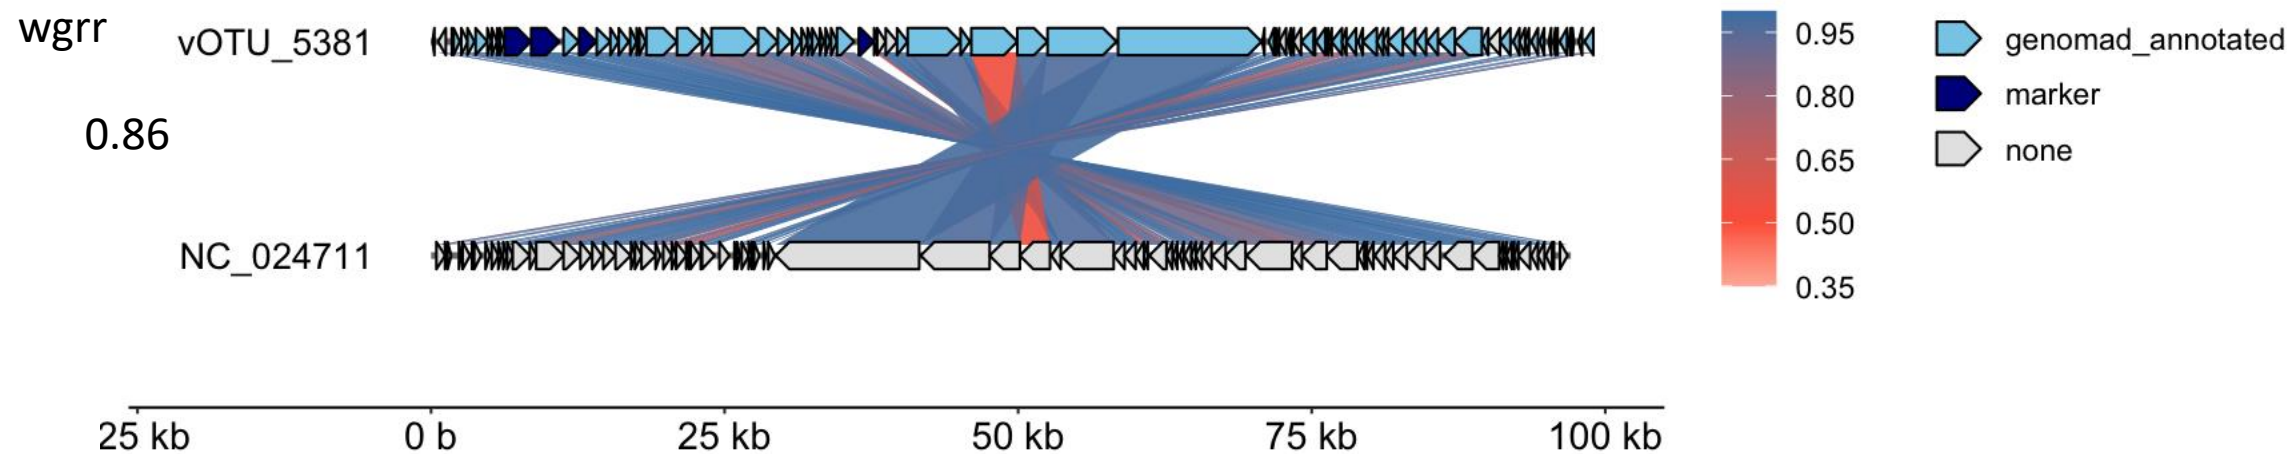 wgrr
vOTU_5381
0.86
NC_024711
25 kb
0 b
25 kb
50 kb
75 kb
100 kb
0.95
0.80
0.65
0.50
0.35
genomad_annotated
marker
none